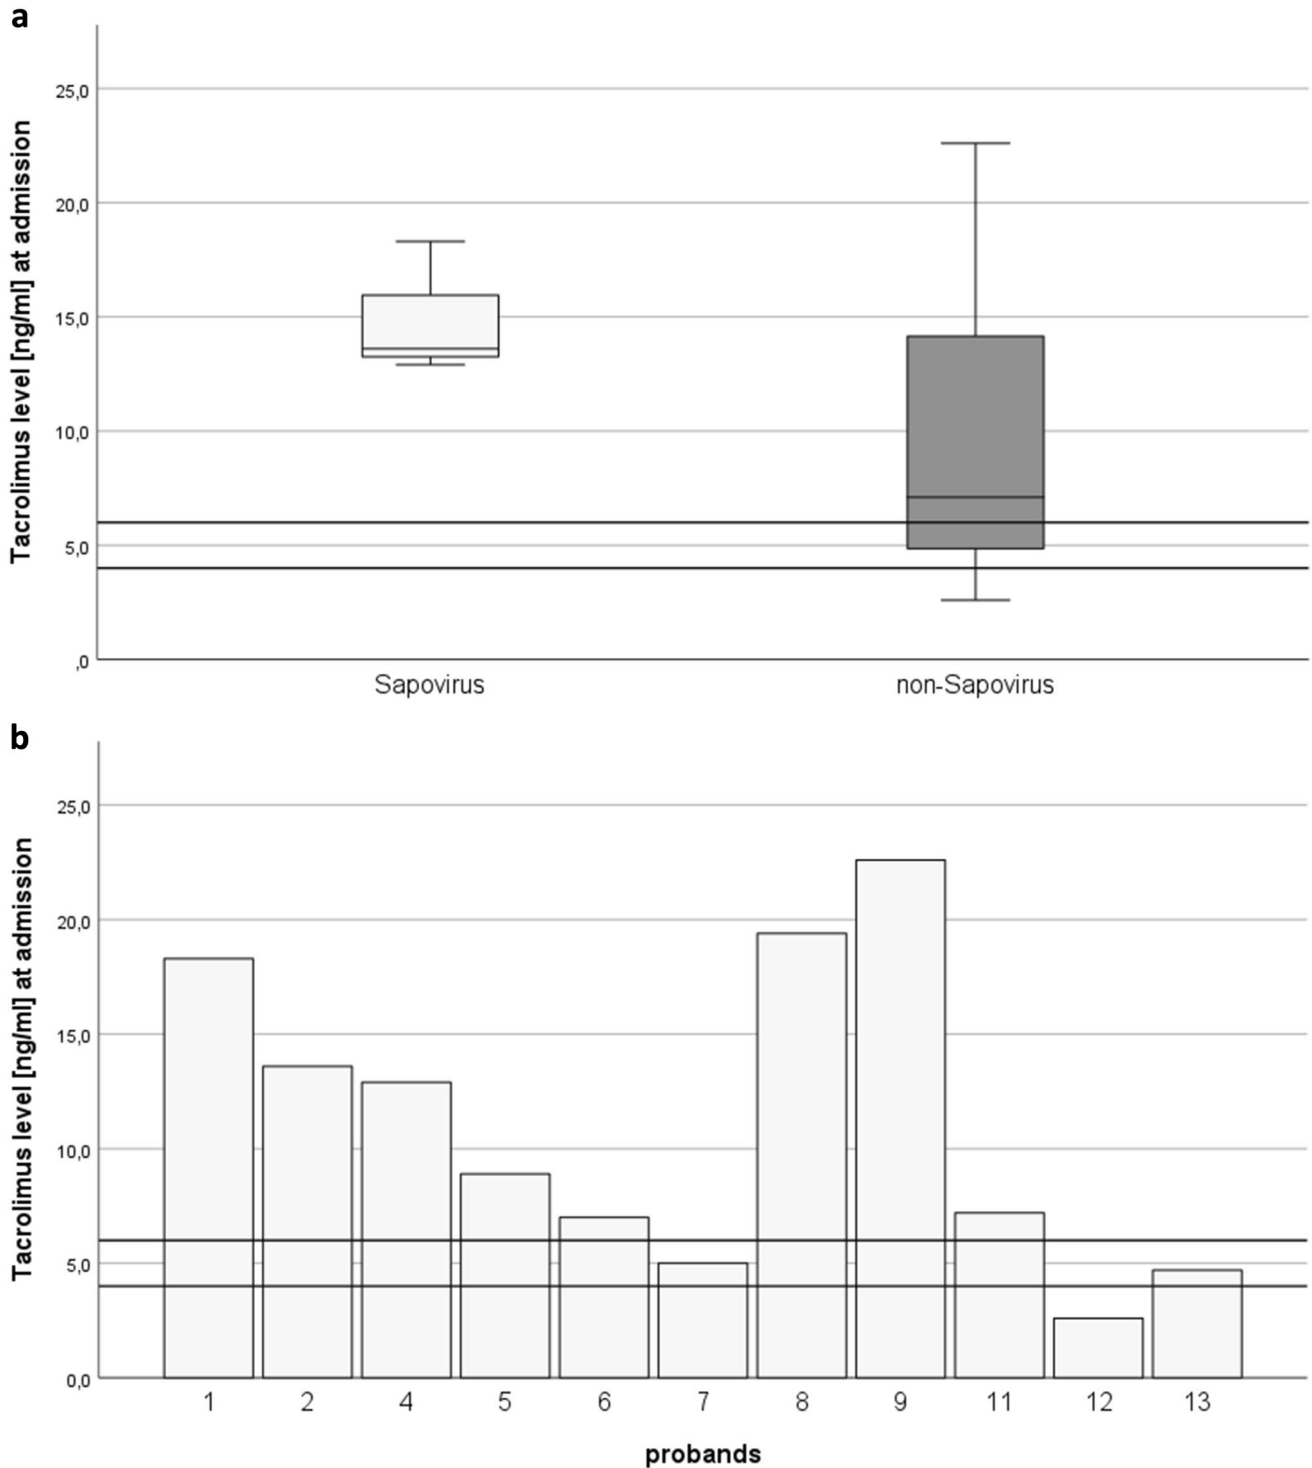 a
Tacrolimus level [ng/ml] at admission
25,0
20,0
15,0
10,0
5,0
,0
Sapovirus non-Sapovirus
b
Tacrolimus level [ng/ml] at admission
25,0
20,0
15,0
10,0
5,0
0,0
1 2 4 5 6 7 8 9 11 12 13
probands